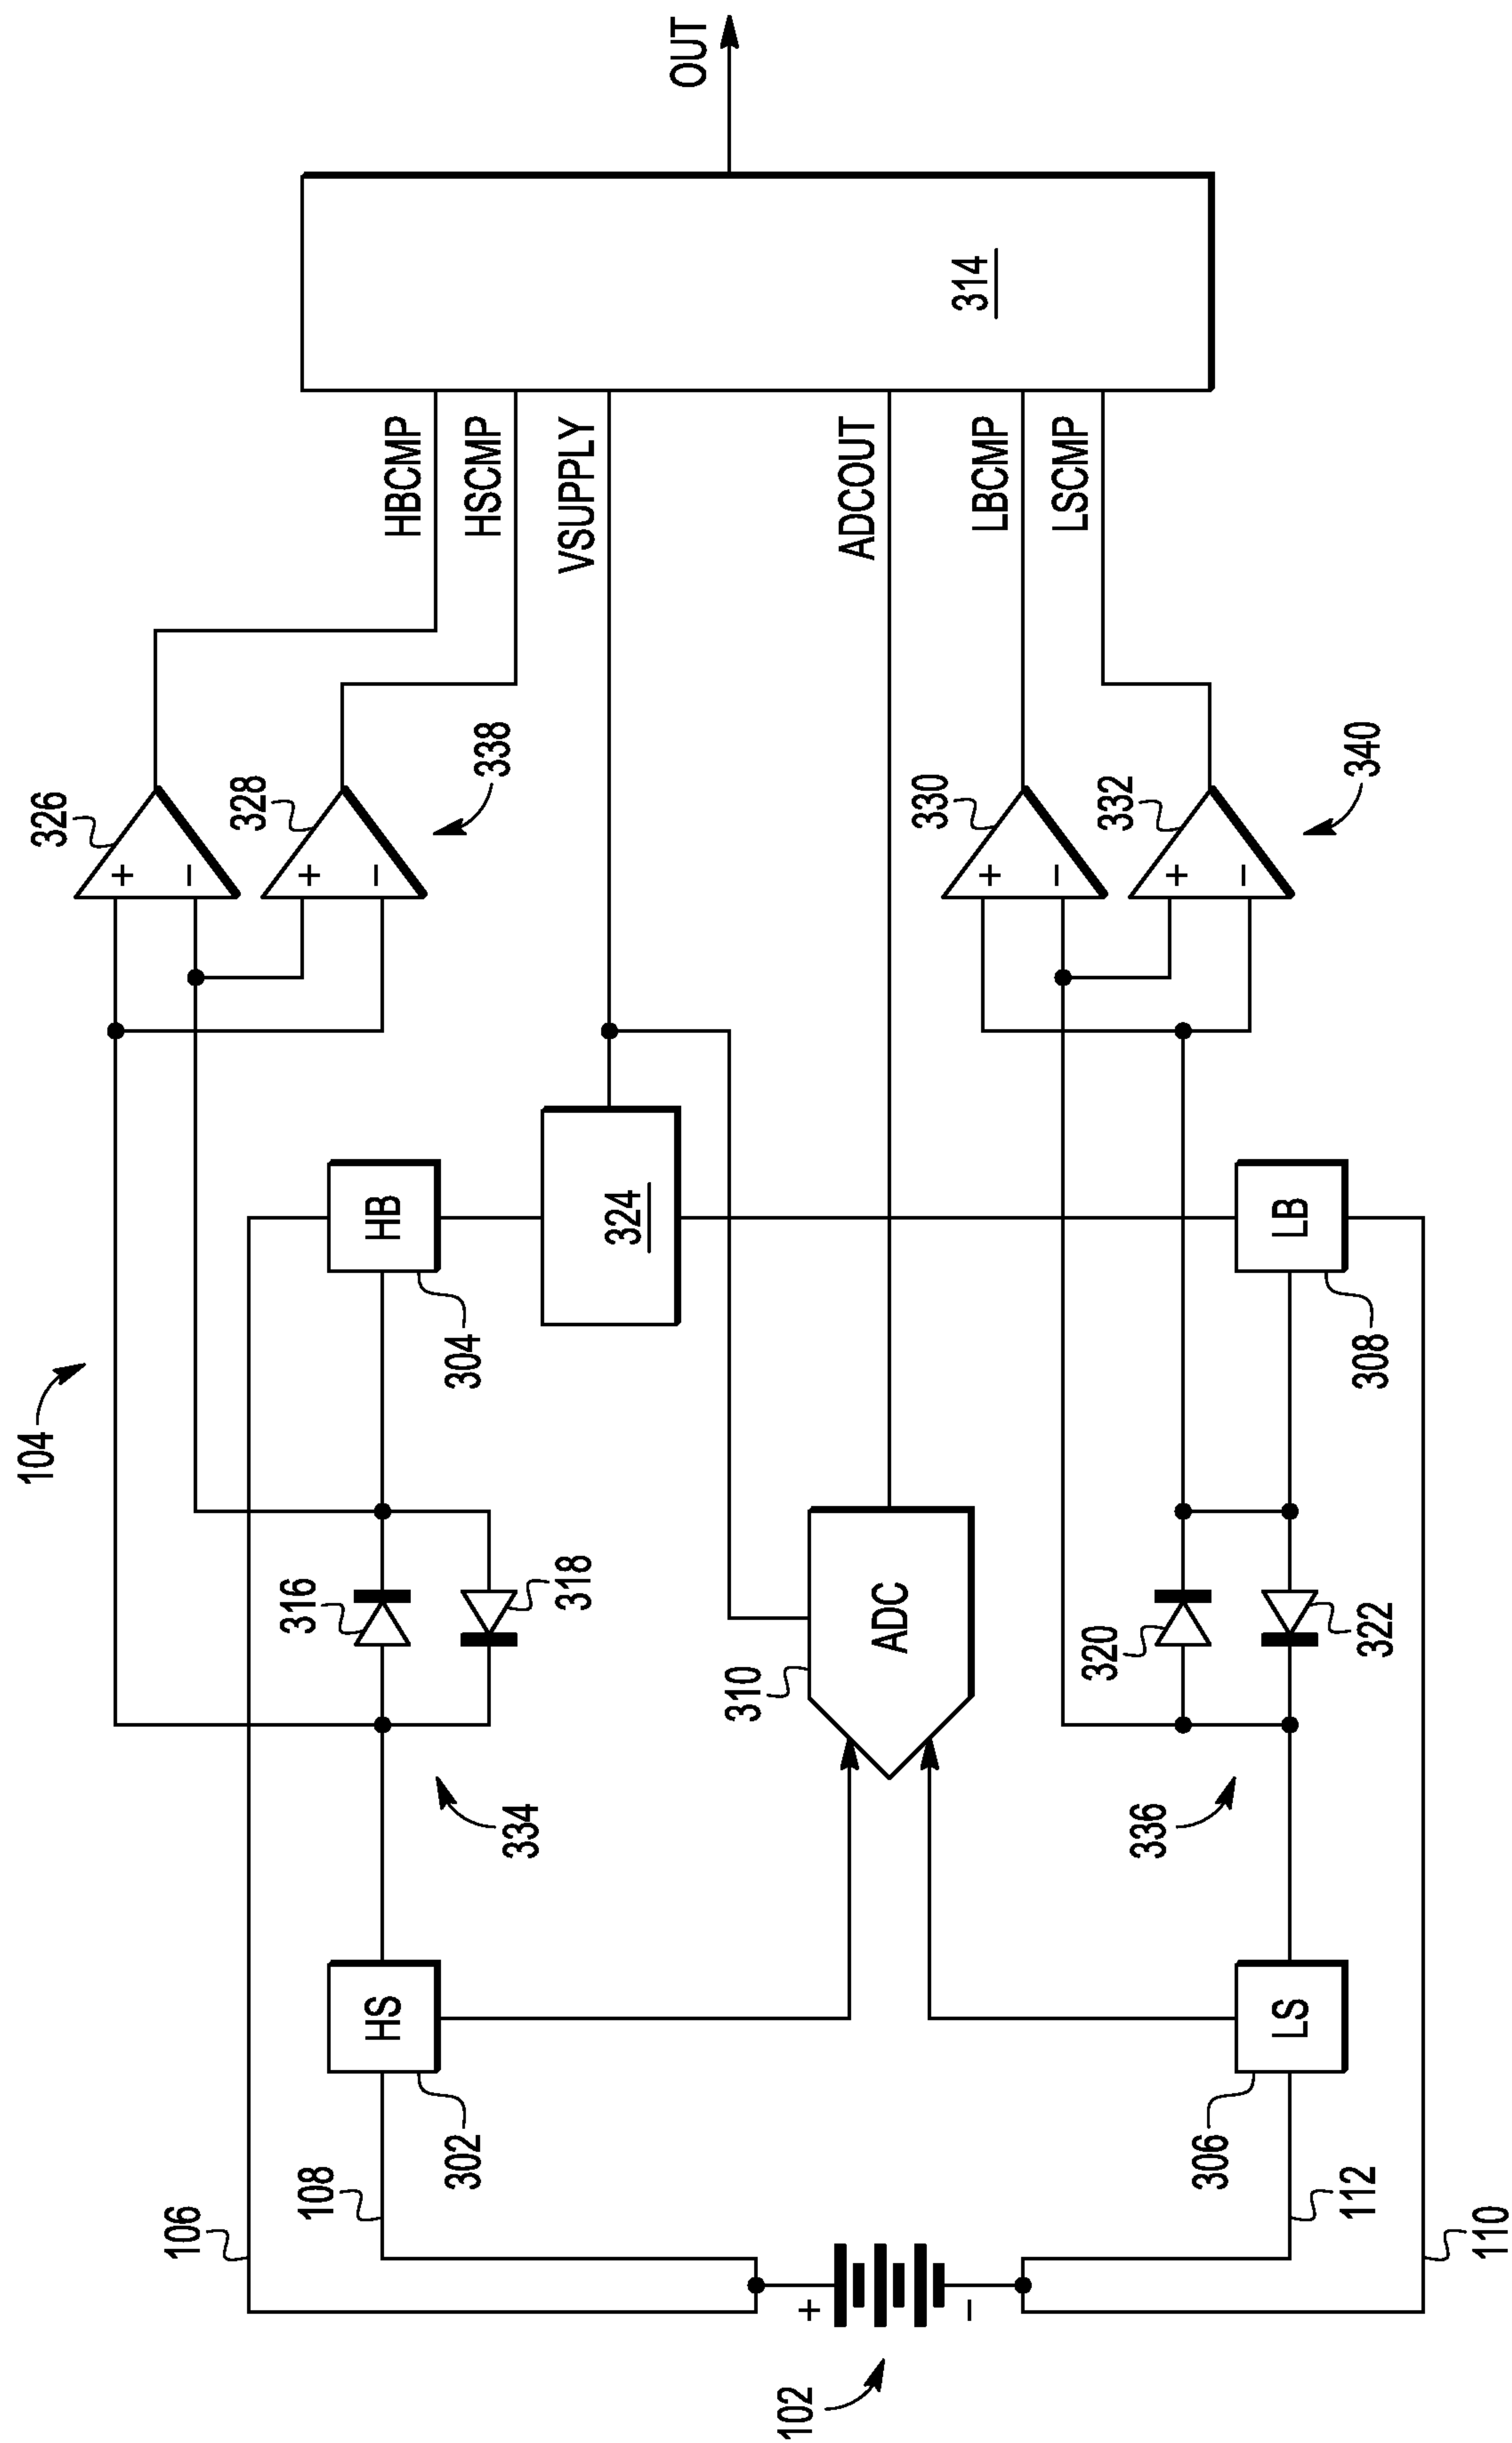 104
326
+
−
328
+
−
338
HBCMP
HSCMP
VSUPPLY
ADCOUT
LBCMP
LSCMP
314
OUT
106
108
HS
302
334
316
318
HB
304
324
310
ADC
102
+
−
330
+
−
332
+
−
340
336
320
322
LB
308
LS
306
112
110